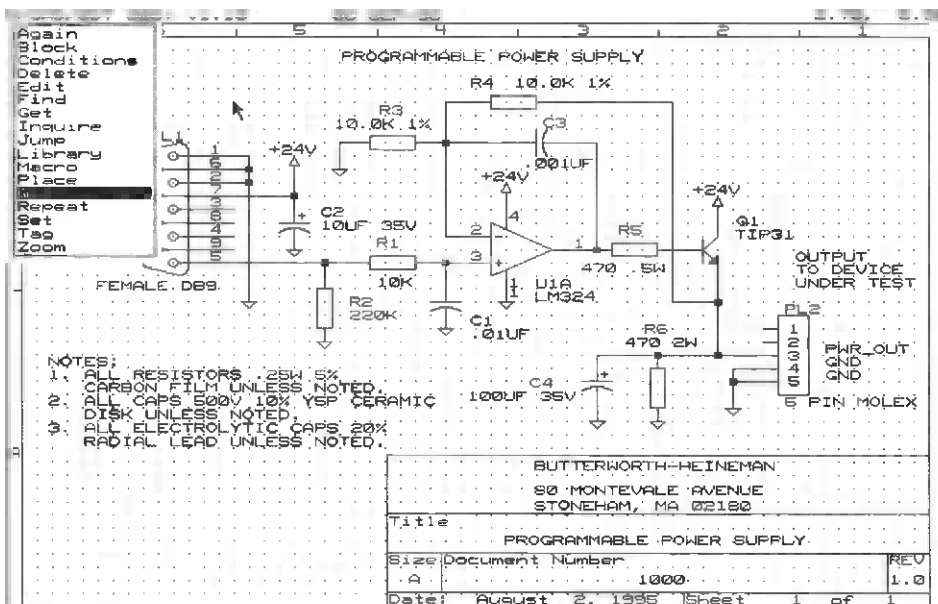 Again
Block
Conditions
Delete
Edit
Find
Get
Inquire
Jump
Library
Macro
Place
Repeat
Set
Tag
Zoom
5
3
2
1
PROGRAMMABLE POWER SUPPLY
R4 10.0K 1%
R3
10.0K 1%
C3
.001UF
+24V
+24V
+24V
1
6
2
7
3
8
4
9
5
FEMALE DB9
C2
10UF 35V
R1
10K
R2
220K
C1
.01UF
2
3
4
1
11
U1A
LM324
R5
470 .5W
Q1
TIP31
OUTPUT
TO DEVICE
UNDER TEST
PL2
1
2
3
4
5
PWR_OUT
GND
GND
6 PIN MOLEX
R6
470 2W
C4
100UF 35V
NOTES;
1. ALL RESISTORS .25W 5%
CARBON FILM UNLESS NOTED.
2. ALL CAPS 500V 10% Y5P CERAMIC
DISK UNLESS NOTED.
3. ALL ELECTROLYTIC CAPS 20%
RADIAL LEAD UNLESS NOTED.
BUTTERWORTH-HEINEMAN
80 MONTEVALE AVENUE
STONEHAM, MA 02180
Title
PROGRAMMABLE POWER SUPPLY
Size Document Number REV
A 1000 1.0
Date: August 2, 1995 Sheet 1 of 1